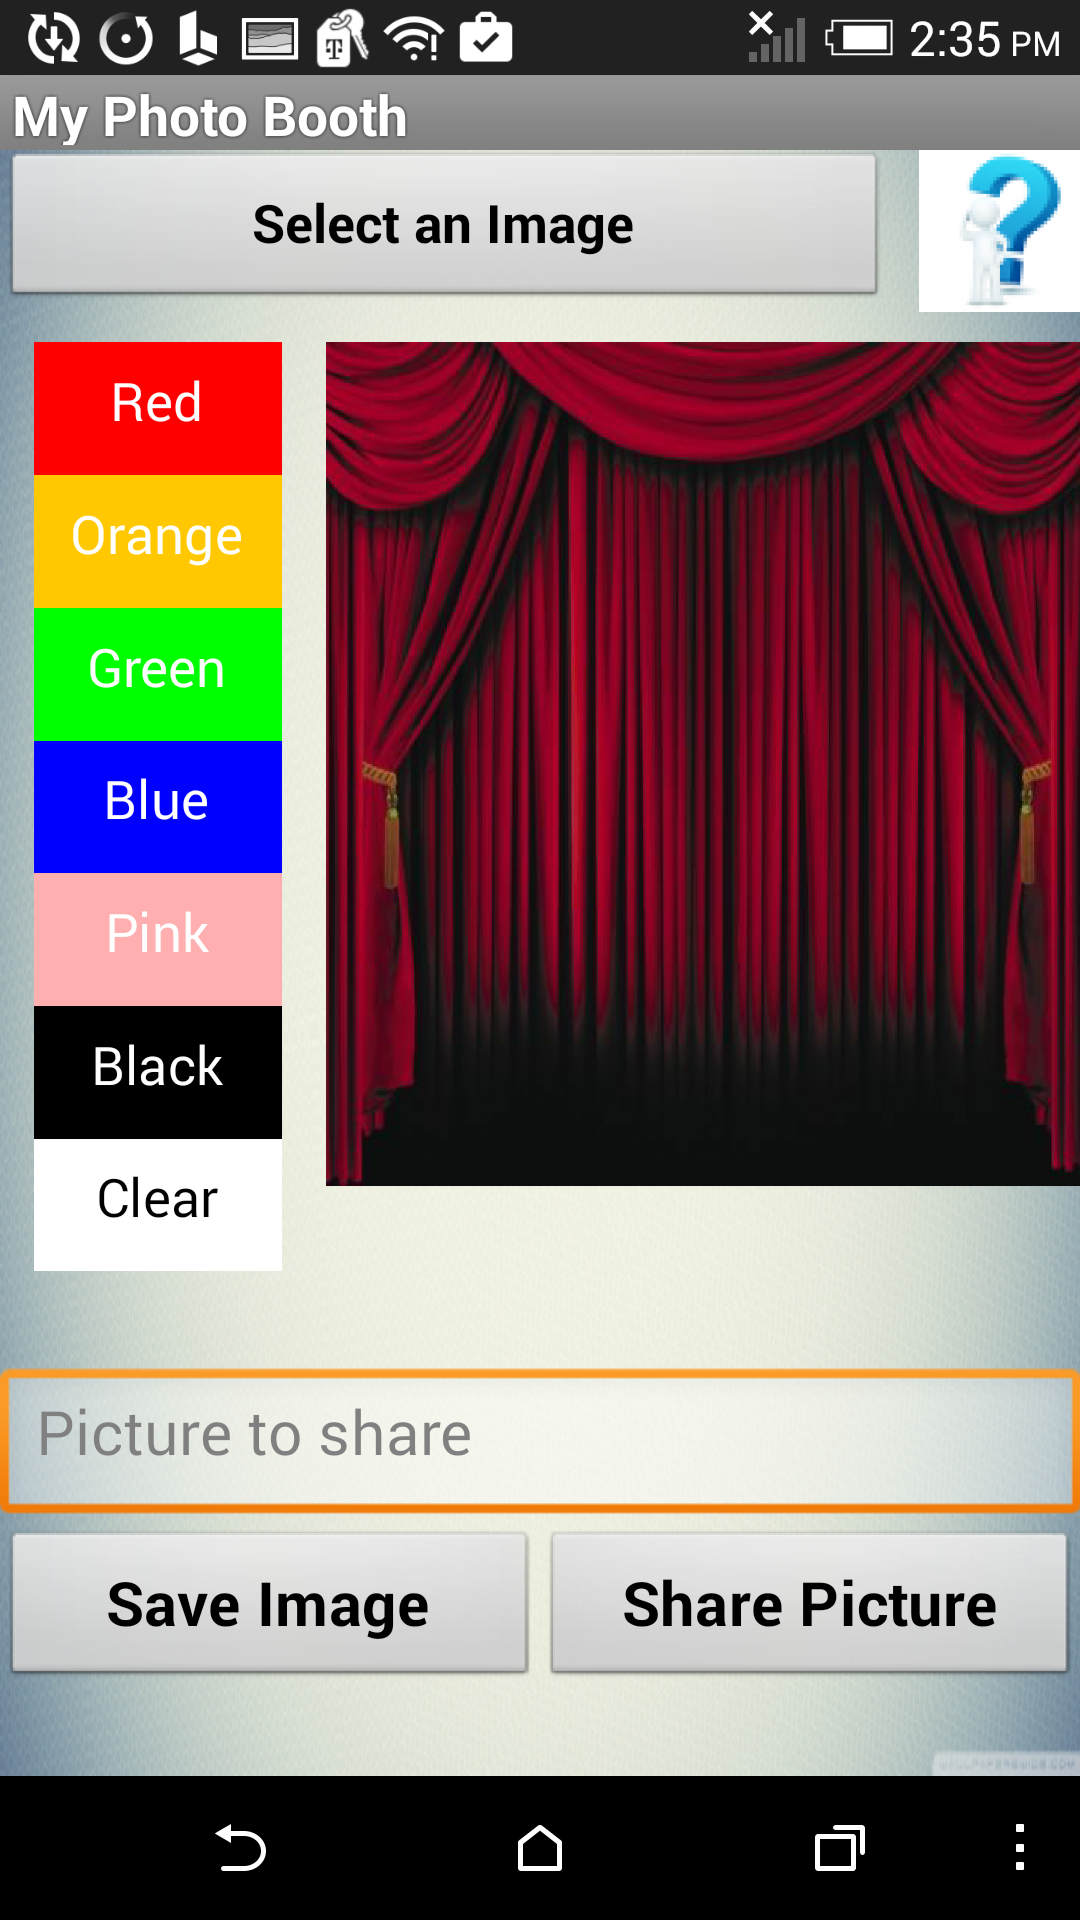 2:35 PM
My Photo Booth
Select an Image
Red
Orange
Green
Blue
Pink
Black
Clear
Picture to share
Save Image
Share Picture